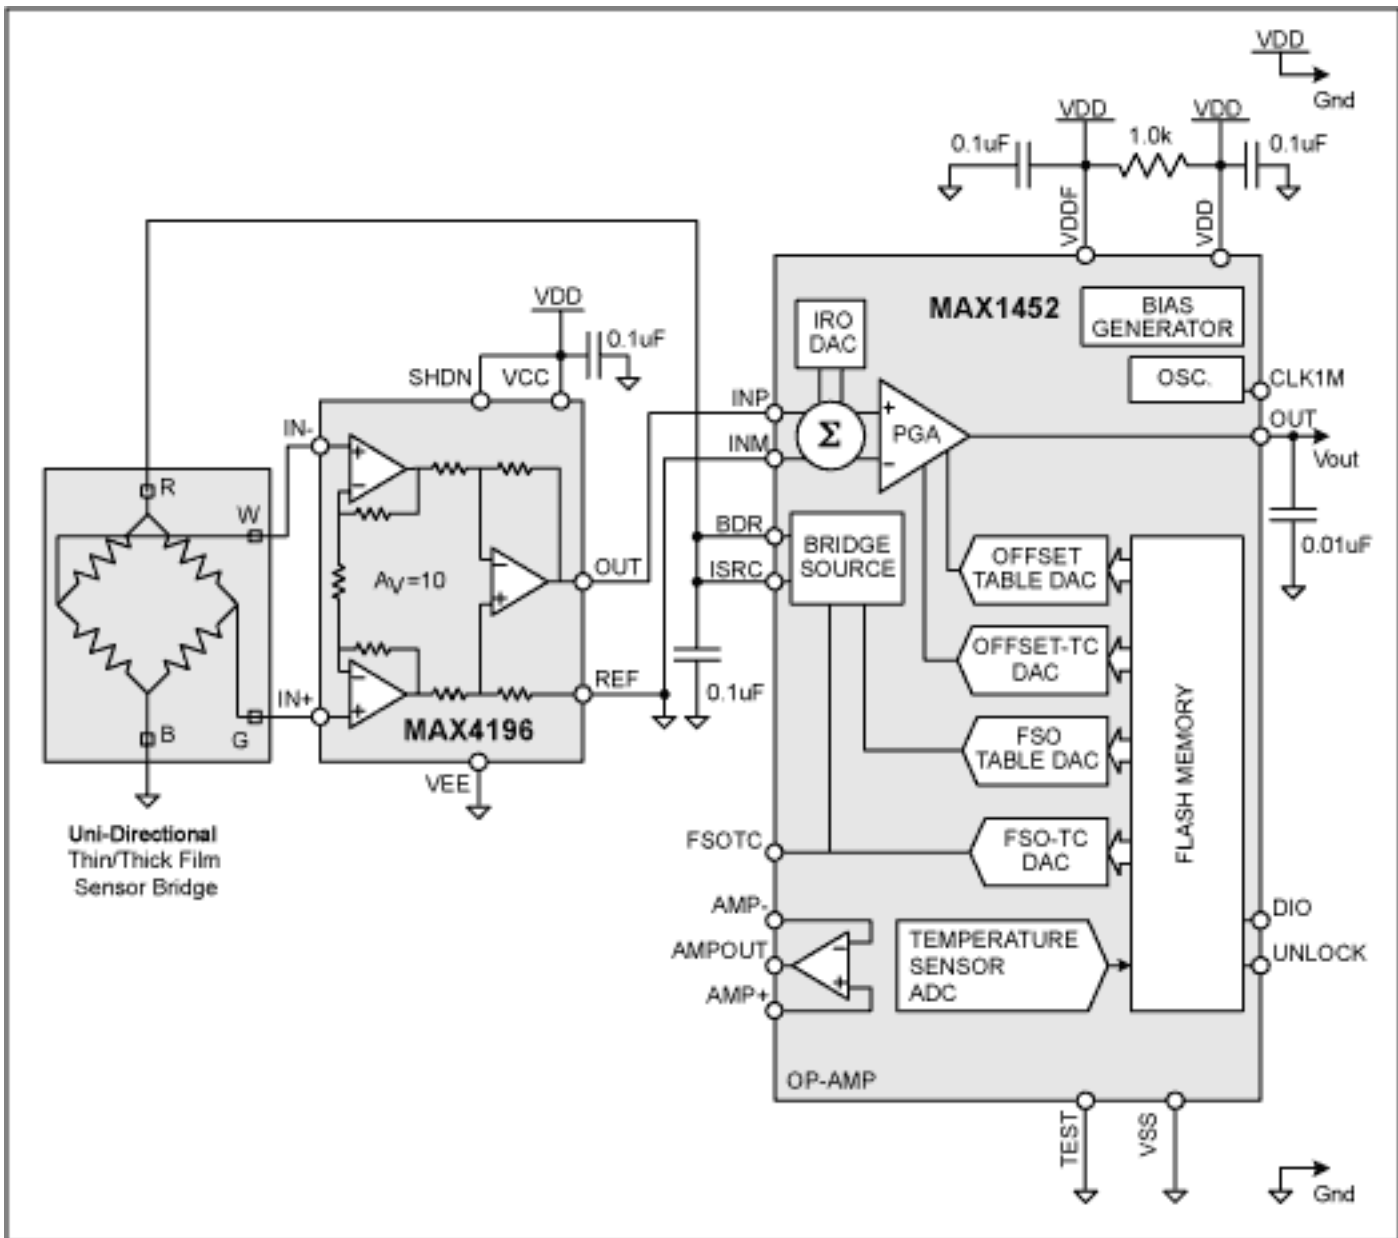 VDD
Gnd
VDD
VDD
0.1uF
1.0k
0.1uF
VDDF
VDD
MAX1452
BIAS
GENERATOR
IRO
DAC
OSC.
CLK1M
VDD
0.1uF
SHDN
VCC
INP
INM
Σ
+
PGA
−
OUT
Vout
0.01uF
IN-
+
−
R
W
AV=10
−
+
OUT
BDR
ISRC
BRIDGE
SOURCE
OFFSET
TABLE DAC
OFFSET-TC
DAC
FSO
TABLE DAC
FSO-TC
DAC
FLASH MEMORY
−
+
IN+
REF
0.1uF
MAX4196
B
G
VEE
Uni-Directional
Thin/Thick Film
Sensor Bridge
FSOTC
AMP-
AMPOUT
AMP+
−
+
TEMPERATURE
SENSOR
ADC
DIO
UNLOCK
OP-AMP
TEST
VSS
Gnd